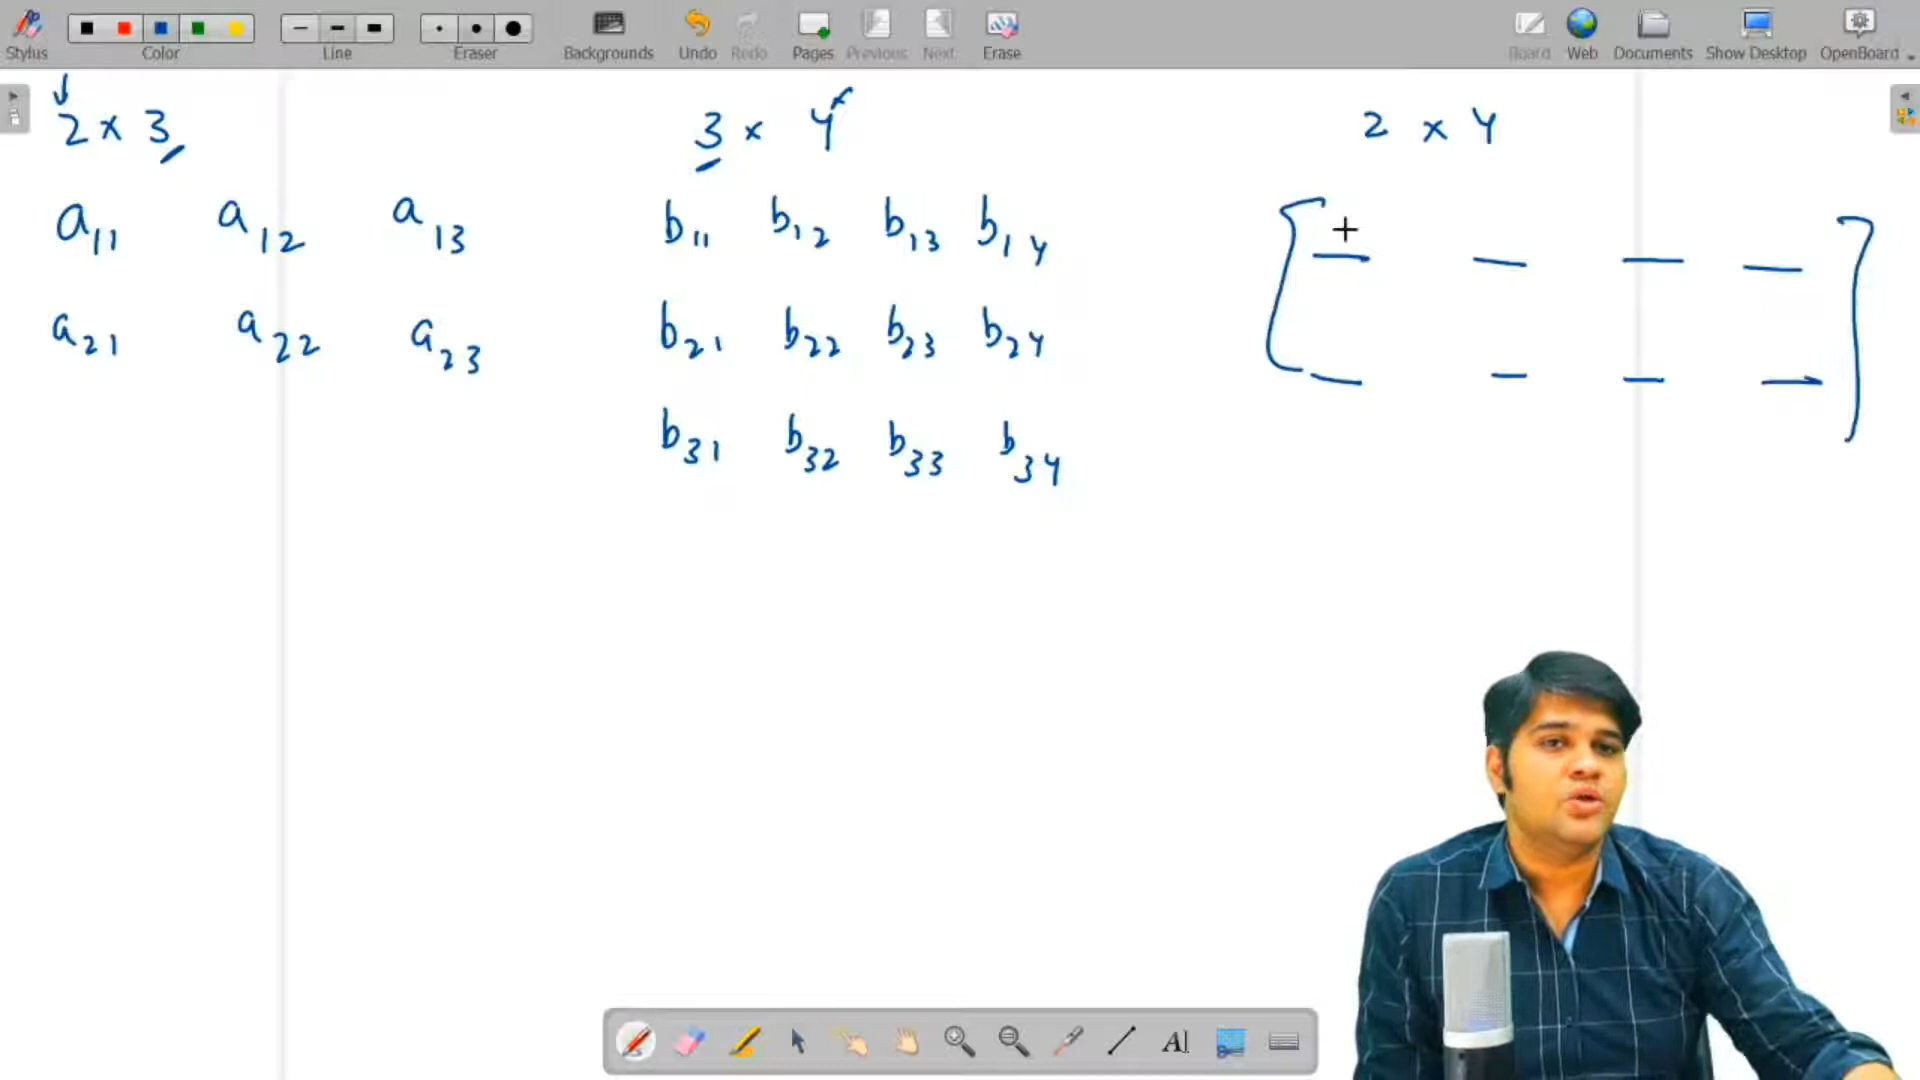 Stylus Color Line Eraser Backgrounds Undo Redo Pages Previous Next Erase Board Web Documents Show Desktop OpenBoard
2 × 3 3 × 4 2 × 4
a11 a12 a13 b11 b12 b13 b14
a21 a22 a23 b21 b22 b23 b24
b31 b32 b33 b34